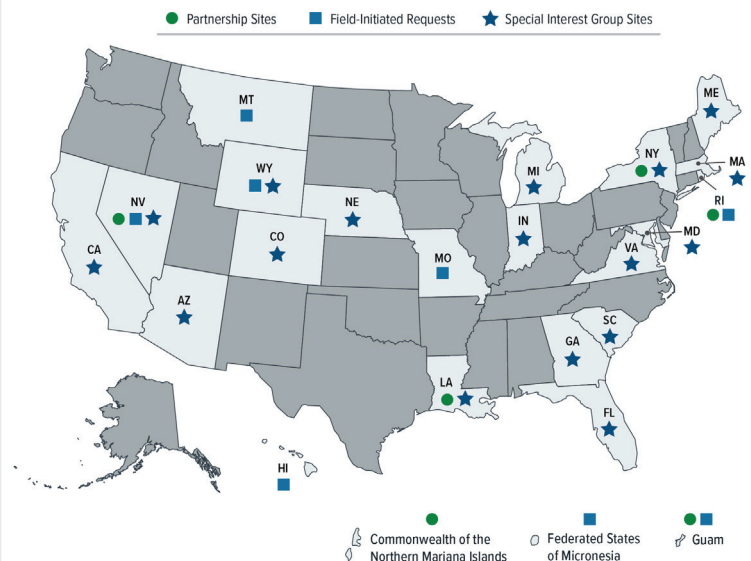 Partnership Sites
Field-Initiated Requests
Special Interest Group Sites
ME
MT
NY
MA
WY
MI
RI
NV
NE
IN
MD
CO
VA
CA
MO
AZ
SC
GA
LA
FL
HI
Commonwealth of the
Northern Mariana Islands
Federated States
of Micronesia
Guam